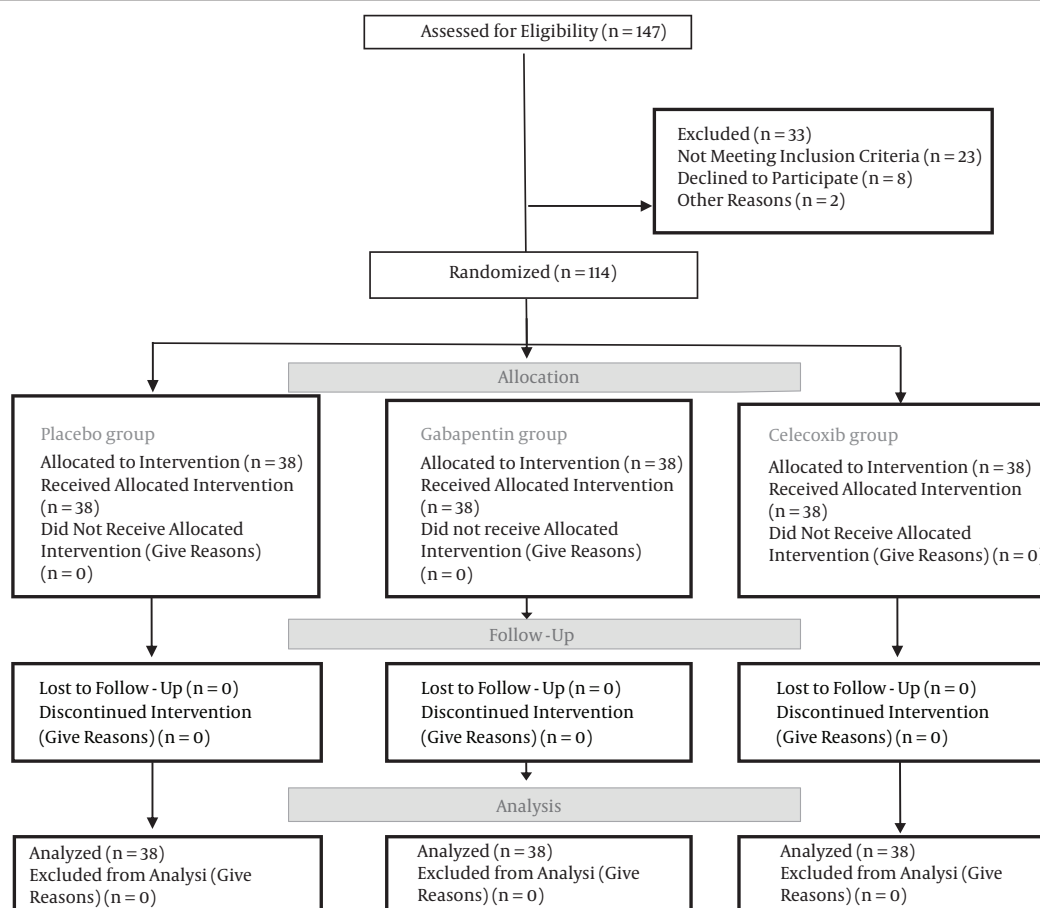 Assessed for Eligibility (n = 147)
Excluded (n = 33)
Not Meeting Inclusion Criteria (n = 23)
Declined to Participate (n = 8)
Other Reasons (n = 2)
Randomized (n = 114)
Allocation
Placebo group
Allocated to Intervention (n = 38)
Received Allocated Intervention
(n = 38)
Did Not Receive Allocated
Intervention (Give Reasons)
(n = 0)
Gabapentin group
Allocated to Intervention (n = 38)
Received Allocated Intervention
(n = 38)
Did not receive Allocated
Intervention (Give Reasons)
(n = 0)
Celecoxib group
Allocated to Intervention (n = 38)
Received Allocated Intervention
(n = 38)
Did Not Receive Allocated
Intervention (Give Reasons) (n = 0)
Follow-Up
Lost to Follow - Up (n = 0)
Discontinued Intervention
(Give Reasons) (n = 0)
Lost to Follow - Up (n = 0)
Discontinued Intervention
(Give Reasons) (n = 0)
Lost to Follow - Up (n = 0)
Discontinued Intervention
(Give Reasons) (n = 0)
Analysis
Analyzed (n = 38)
Excluded from Analysi (Give
Reasons) (n = 0)
Analyzed (n = 38)
Excluded from Analysi (Give
Reasons) (n = 0)
Analyzed (n = 38)
Excluded from Analysi (Give
Reasons) (n = 0)